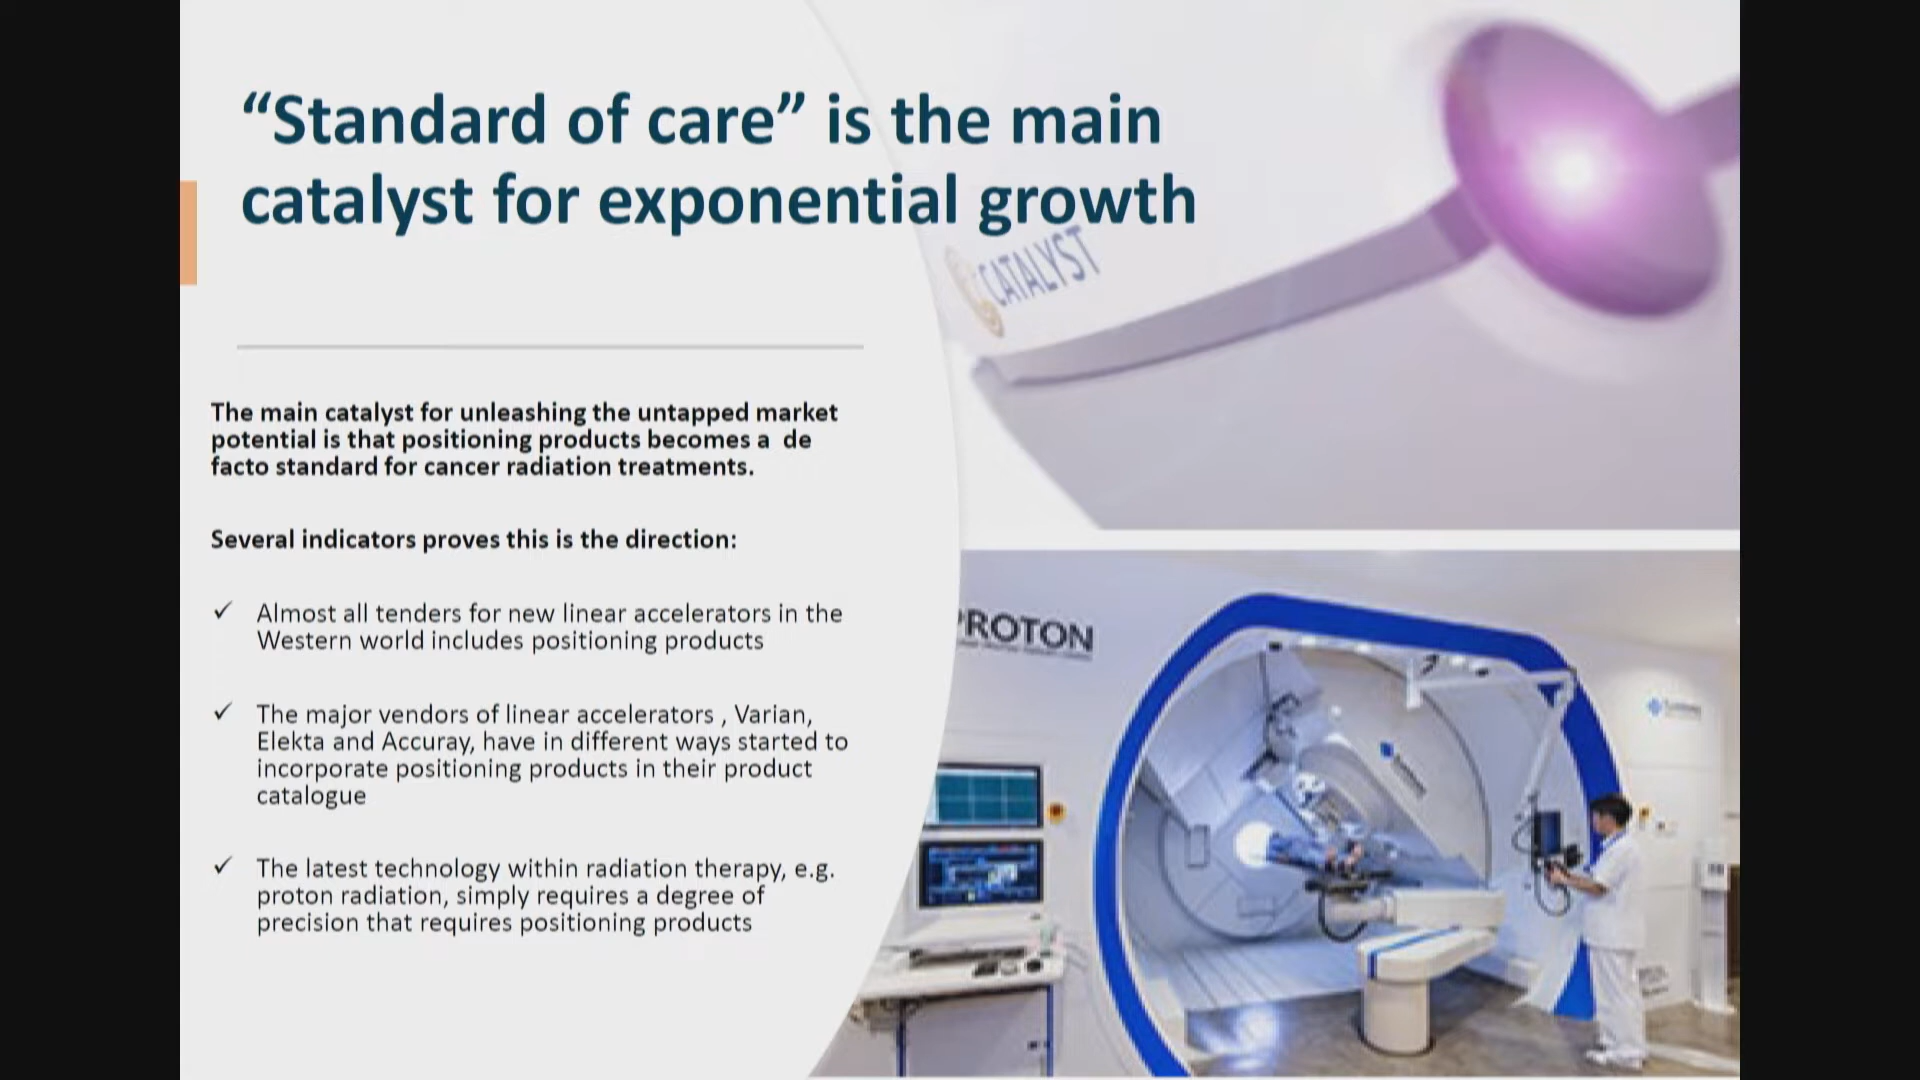 “Standard of care” is the main
catalyst for exponential growth
CATALYST
The main catalyst for unleashing the untapped market
potential is that positioning products becomes a  de
facto standard for cancer radiation treatments.
Several indicators proves this is the direction:
✓ Almost all tenders for new linear accelerators in the
Western world includes positioning products
✓ The major vendors of linear accelerators , Varian,
Elekta and Accuray, have in different ways started to
incorporate positioning products in their product
catalogue
✓ The latest technology within radiation therapy, e.g.
proton radiation, simply requires a degree of
precision that requires positioning products
PROTON